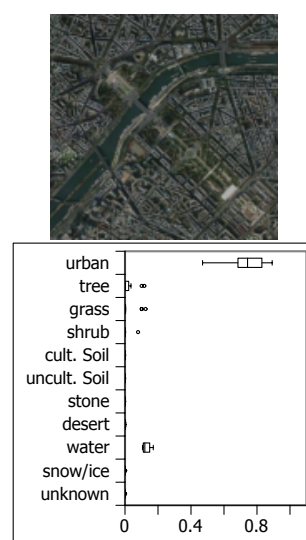 urban
tree
grass
shrub
cult. Soil
uncult. Soil
stone
desert
water
snow/ice
unknown
0 0.4 0.8